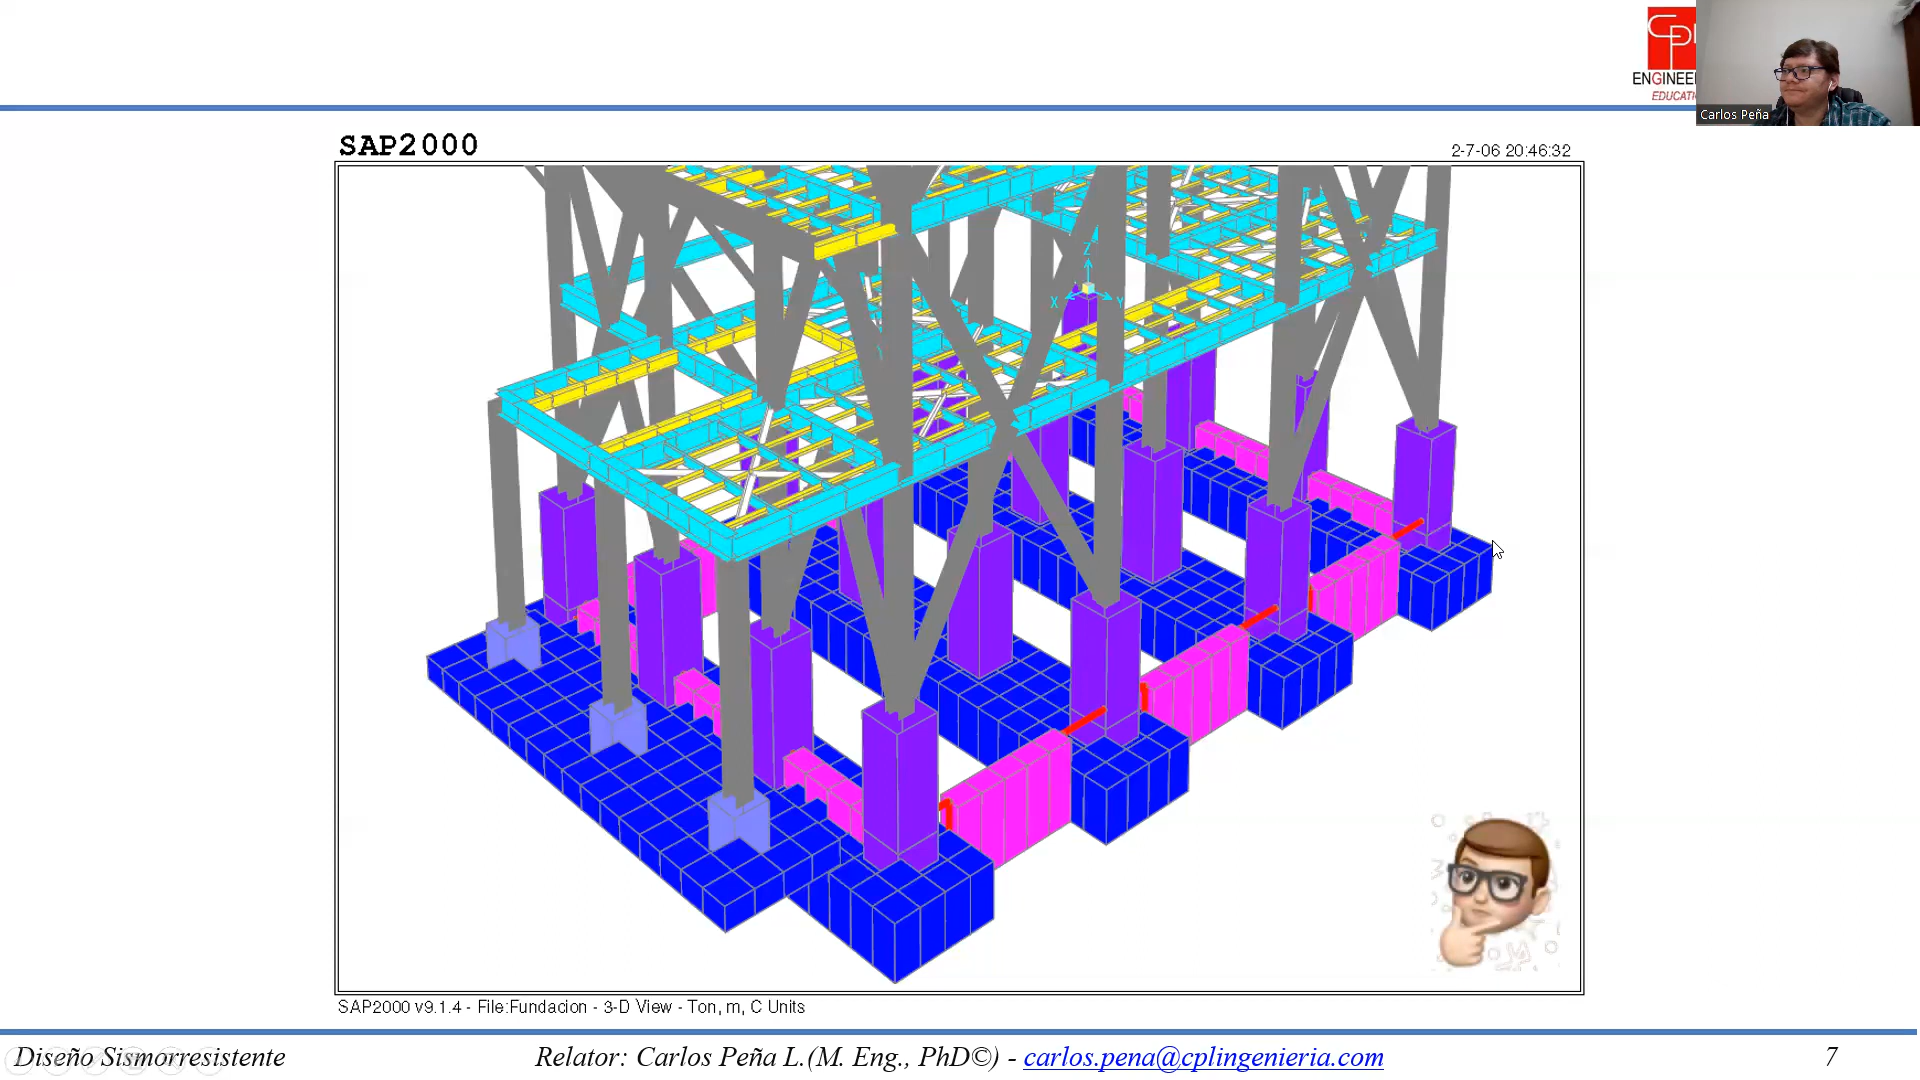 ENGINEE
EDUCATI
Carlos Peña
SAP2000
2-7-06 20:46:32
Z
X
Y
SAP2000 v9.1.4 - File:Fundacion - 3-D View - Ton, m, C Units
Diseño Sismorresistente
Relator: Carlos Peña L.(M. Eng., PhD©) - carlos.pena@cplingenieria.com
7